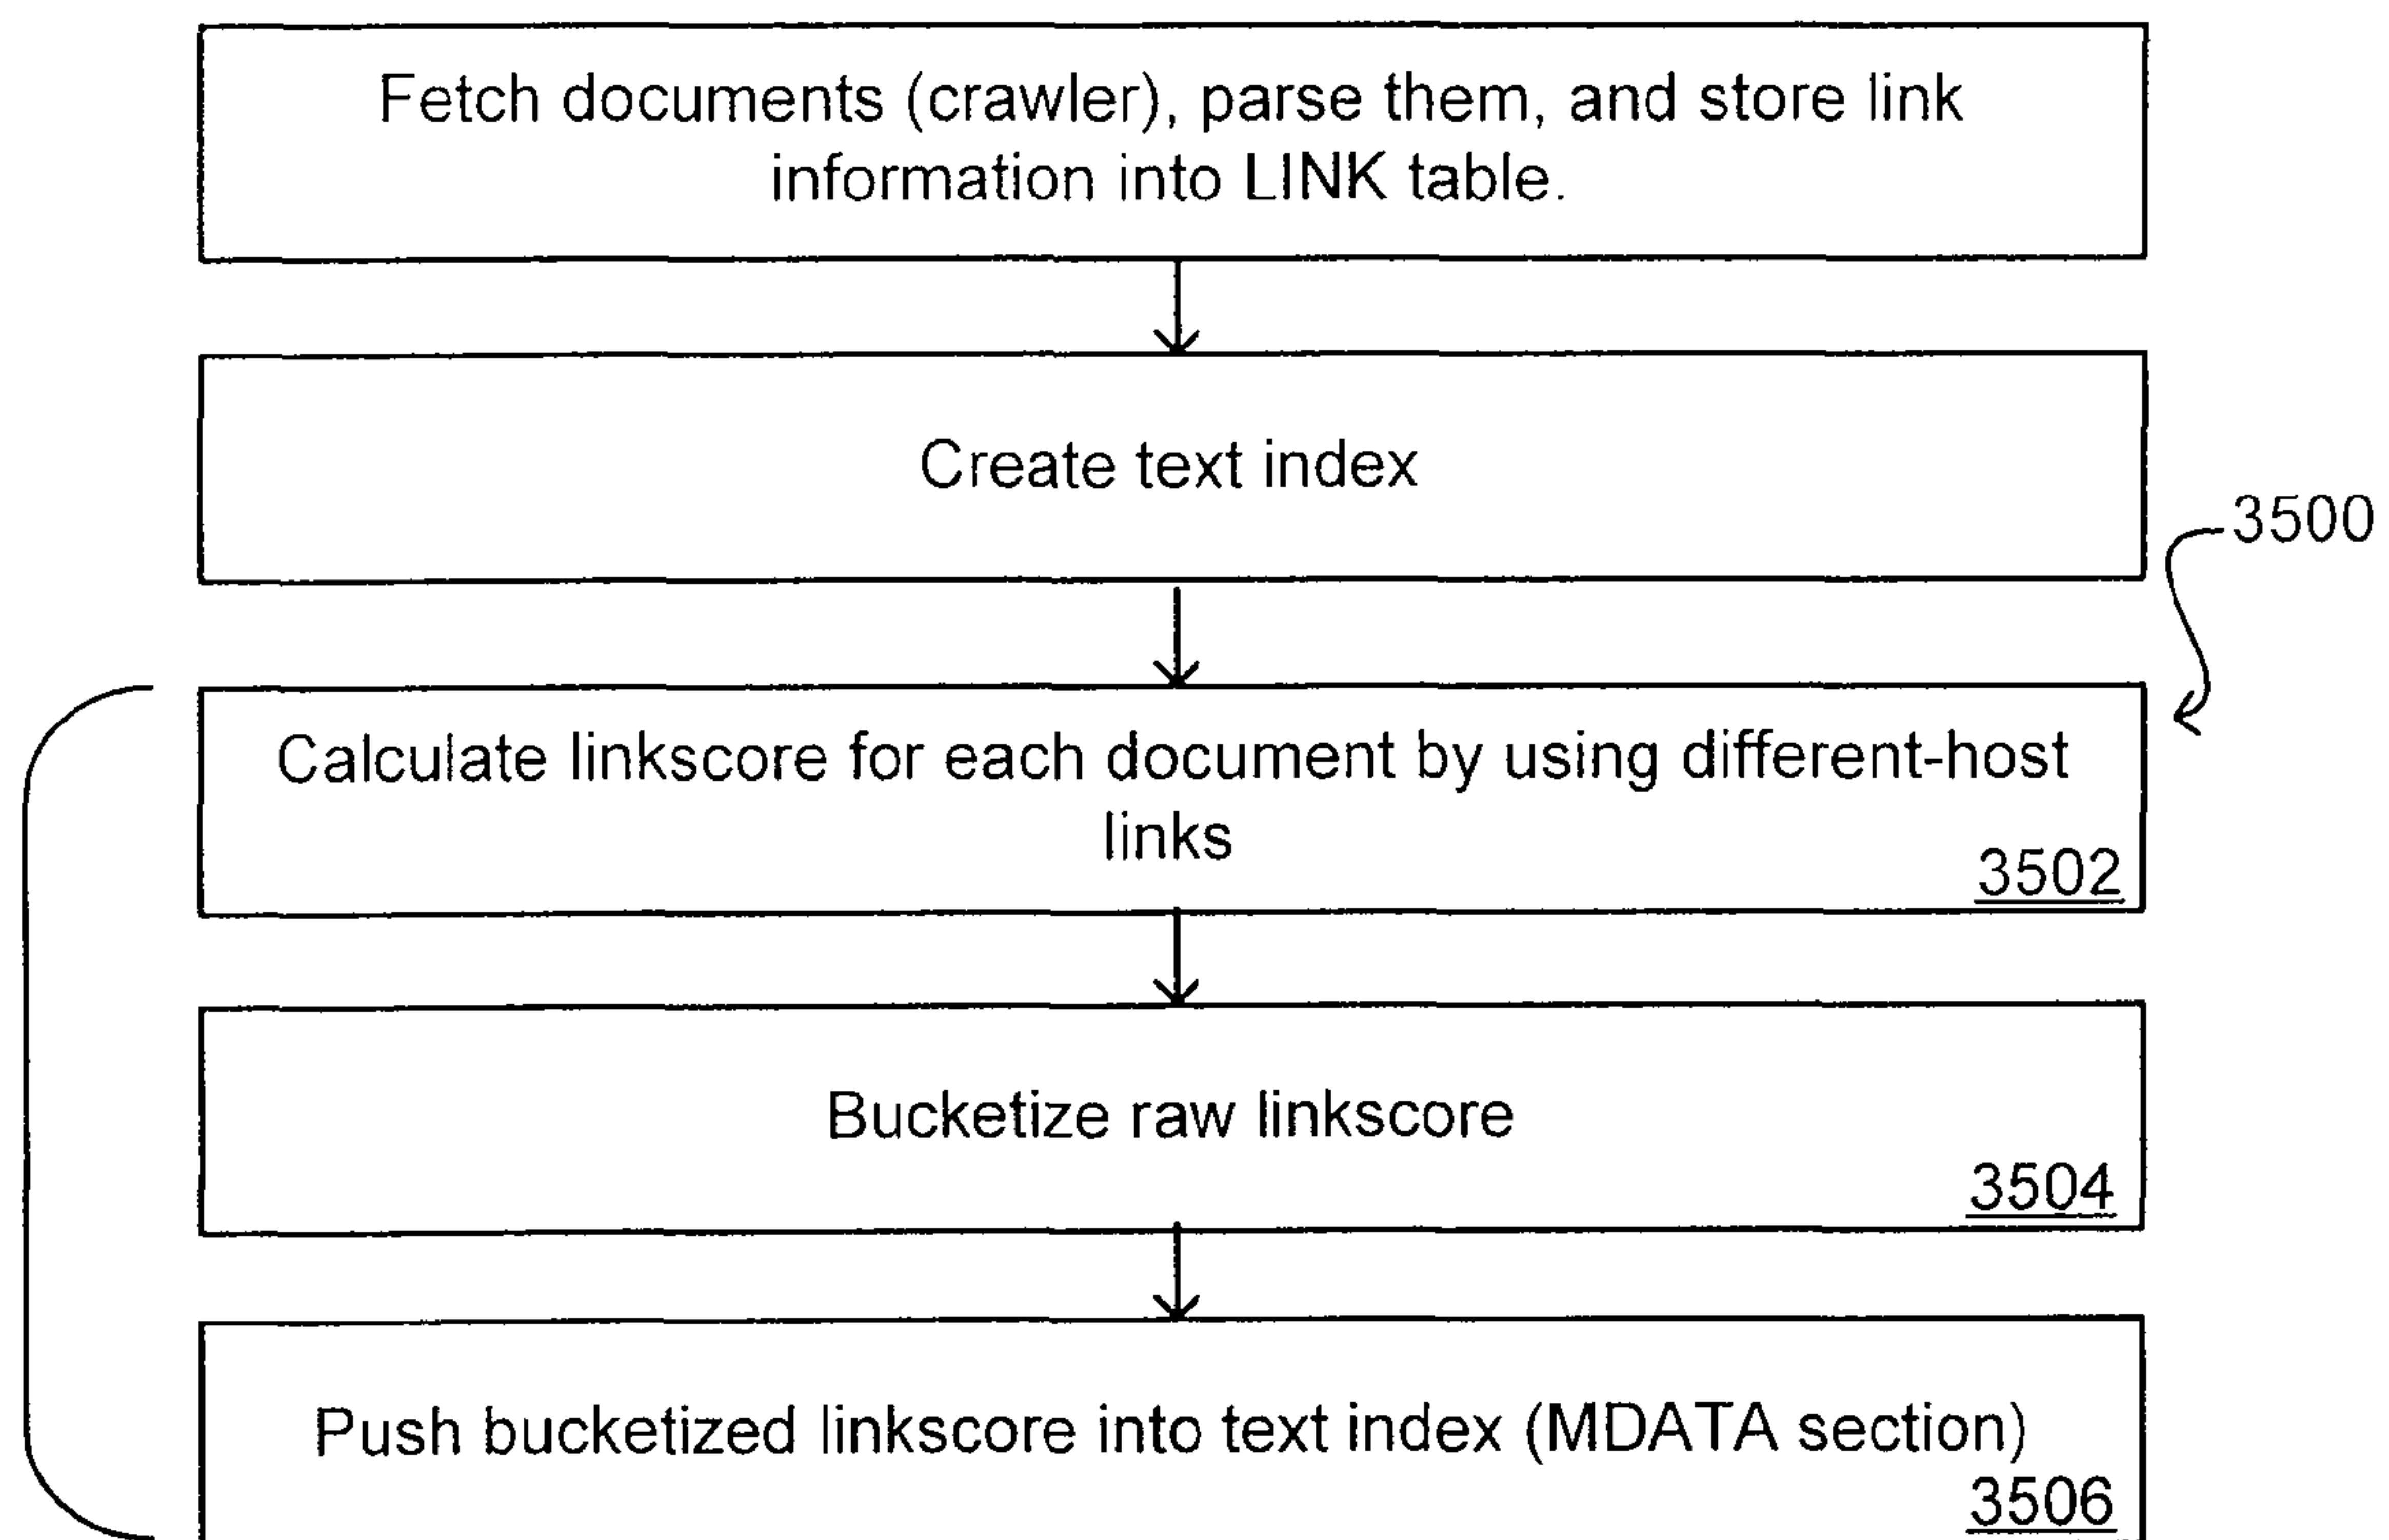 Fetch documents (crawler), parse them, and store link
information into LINK table.
Create text index
3500
Calculate linkscore for each document by using different-host
links
3502
Bucketize raw linkscore
3504
Push bucketized linkscore into text index (MDATA section)
3506